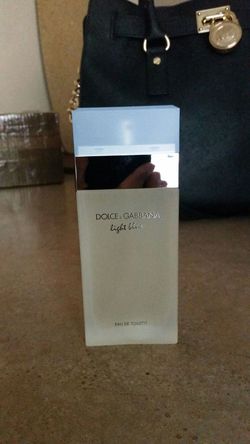 DOLCE & GABBANA
light blue
EAU DE TOILETTE